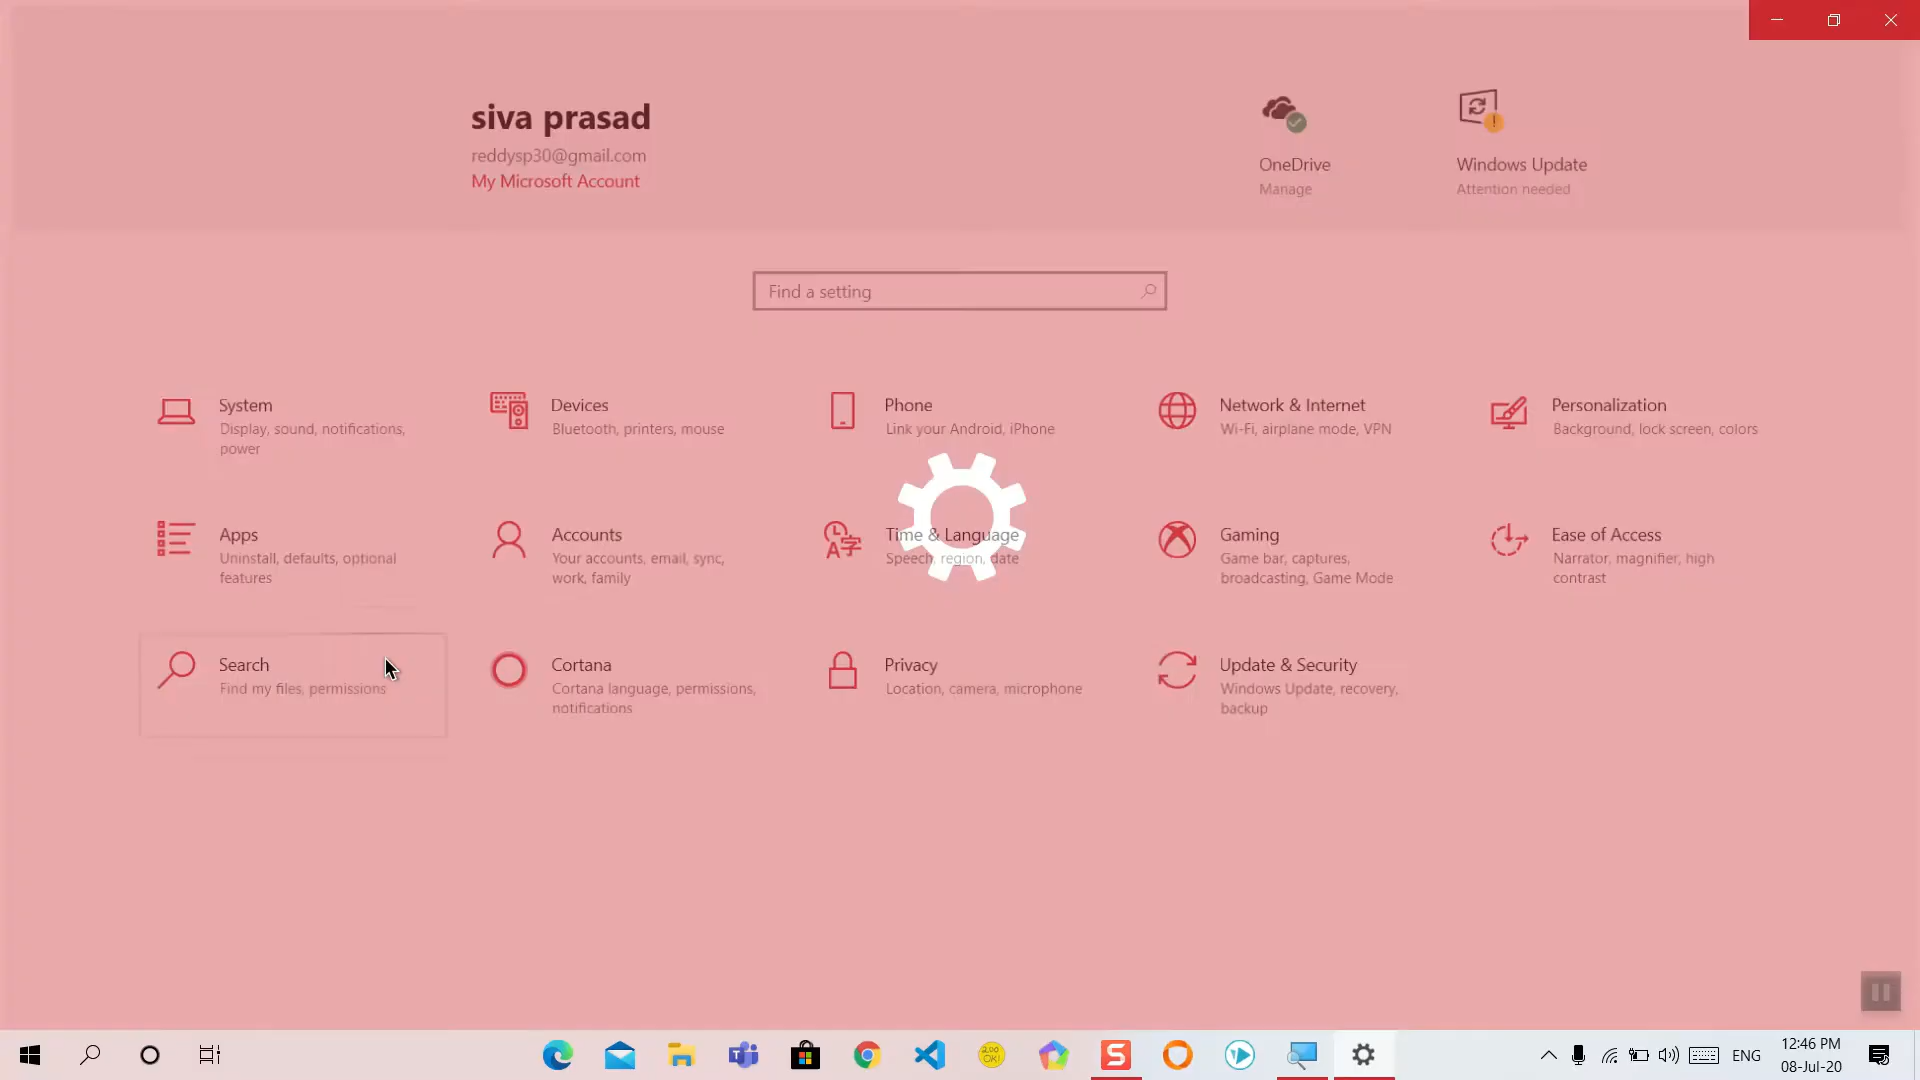 siva prasad
reddysp30@gmail.com
My Microsoft Account
OneDrive
Manage
Windows Update
Attention needed
Find a setting
System
Display, sound, notifications,
power
Devices
Bluetooth, printers, mouse
Phone
Link your Android, iPhone
Network & Internet
Wi-Fi, airplane mode, VPN
Personalization
Background, lock screen, colors
Apps
Uninstall, defaults, optional
features
Accounts
Your accounts, email, sync,
work, family
Time & Language
Speech, region, date
Gaming
Game bar, captures,
broadcasting, Game Mode
Ease of Access
Narrator, magnifier, high
contrast
Search
Find my files, permissions
Cortana
Cortana language, permissions,
notifications
Privacy
Location, camera, microphone
Update & Security
Windows Update, recovery,
backup
ENG
12:46 PM
08-Jul-20